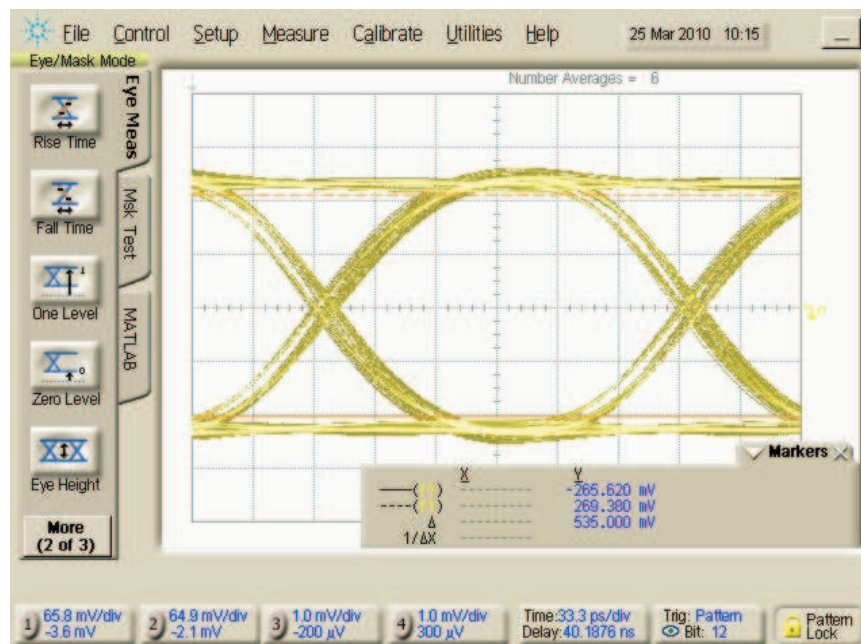 File Control Setup Measure Calibrate Utilities Help 25 Mar 2010 10:15
Eye/Mask Mode
Number Averages = 6
Eye Meas
Msk Test
MATLAB
Rise Time
Fall Time
One Level
Zero Level
Eye Height
More
(2 of 3)
Markers
X Y
-265.620 mV
269.380 mV
Δ 535.000 mV
1/ΔX
1 65.8 mV/div
-3.6 mV
2 64.9 mV/div
-2.1 mV
3 1.0 mV/div
-200 µV
4 1.0 mV/div
300 µV
Time:33.3 ps/div
Delay:40.1876 ns
Trig: Pattern
Bit: 12
Pattern
Lock